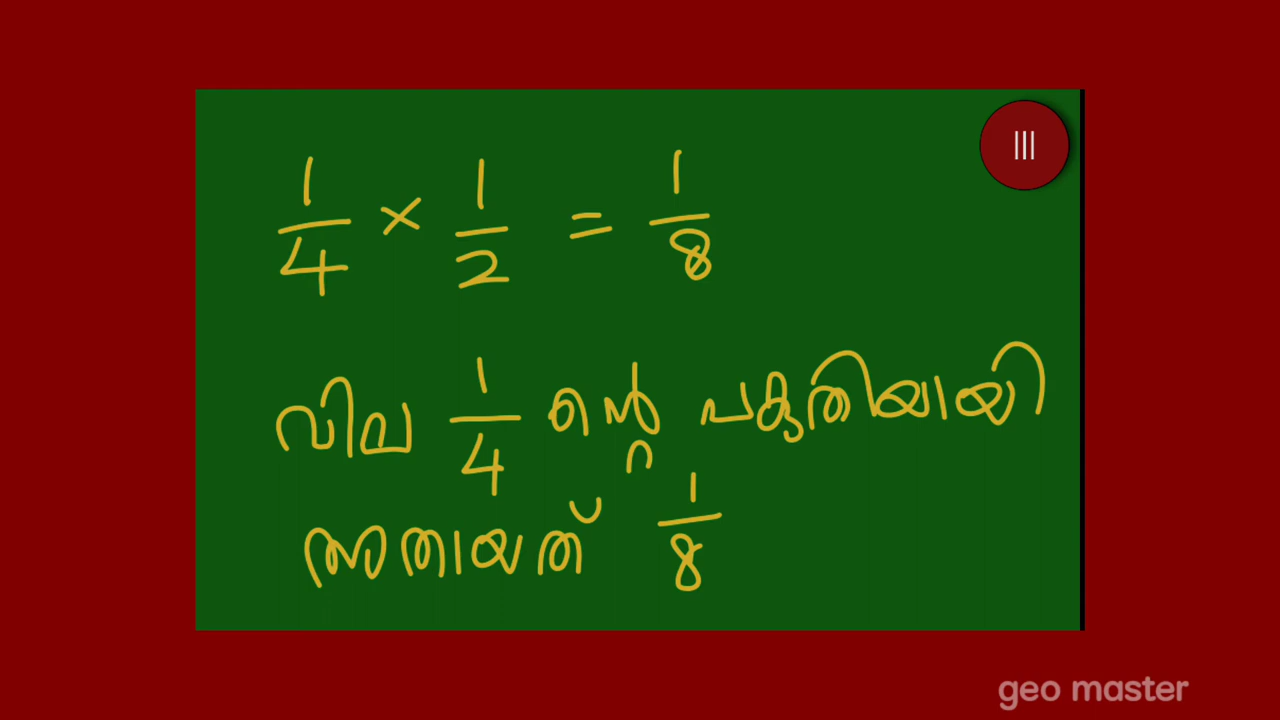 1/4 × 1/2 = 1/8
വില 1/4 ന്റെ പകുതിയായി
അതായത് 1/8
geo master